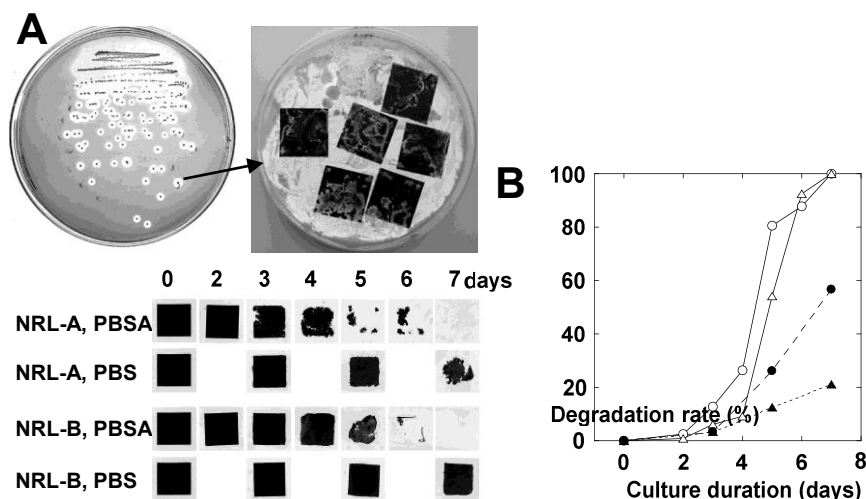 A
0 2 3 4 5 6 7 days
NRL-A, PBSA
NRL-A, PBS
NRL-B, PBSA
NRL-B, PBS
B
100
80
60
40
20
0
Degradation rate (%)
0 2 4 6 8
Culture duration (days)